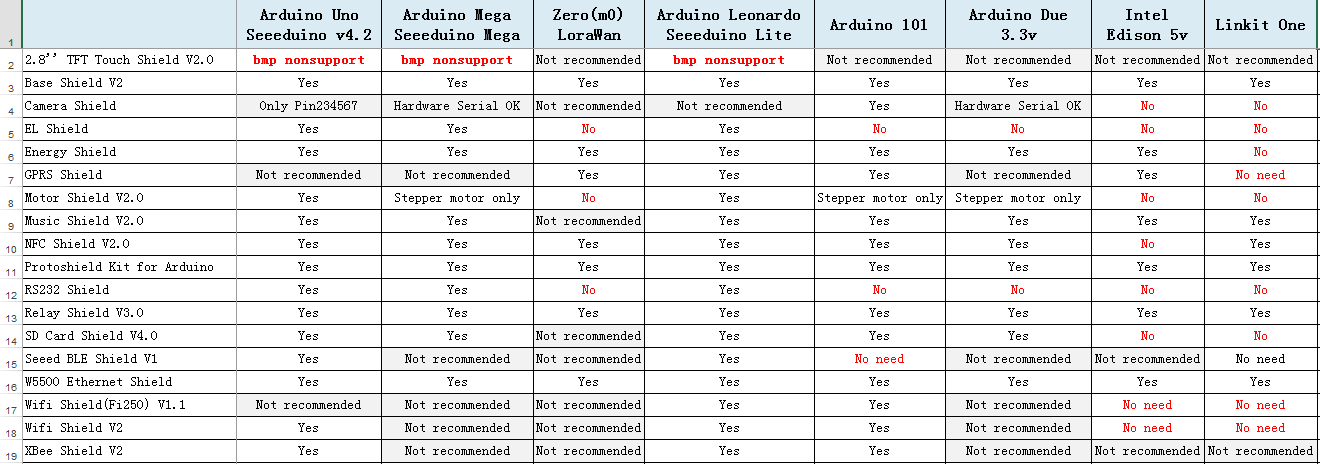 1 Arduino Uno Seeeduino v4.2 Arduino Mega Seeeduino Mega Zero(m0) LoraWan Arduino Leonardo Seeeduino Lite Arduino 101 Arduino Due 3.3v Intel Edison 5v Linkit One
2 2.8'' TFT Touch Shield V2.0 bmp nonsupport bmp nonsupport Not recommended bmp nonsupport Not recommended Not recommended Not recommended Not recommended
3 Base Shield V2 Yes Yes Yes Yes Yes Yes Yes Yes
4 Camera Shield Only Pin234567 Hardware Serial OK Not recommended Not recommended Yes Hardware Serial OK No No
5 EL Shield Yes Yes No Yes No No No No
6 Energy Shield Yes Yes Yes Yes Yes Yes Yes No
7 GPRS Shield Not recommended Not recommended Yes Yes Yes Not recommended Yes No need
8 Motor Shield V2.0 Yes Stepper motor only No Yes Stepper motor only Stepper motor only No No
9 Music Shield V2.0 Yes Yes Not recommended Yes Yes Yes Yes Yes
10 NFC Shield V2.0 Yes Yes Yes Yes Yes Yes No Yes
11 Protoshield Kit for Arduino Yes Yes Yes Yes Yes Yes Yes Yes
12 RS232 Shield Yes Yes No Yes No No No No
13 Relay Shield V3.0 Yes Yes Yes Yes Yes Yes Yes Yes
14 SD Card Shield V4.0 Yes Yes Not recommended Yes Yes Yes No No
15 Seeed BLE Shield V1 Yes Not recommended Not recommended Yes No need Not recommended Not recommended No need
16 W5500 Ethernet Shield Yes Yes Yes Yes Yes Yes Yes Yes
17 Wifi Shield(Fi250) V1.1 Not recommended Not recommended Not recommended Yes Yes Not recommended No need No need
18 Wifi Shield V2 Yes Not recommended Not recommended Yes Yes Not recommended No need No need
19 XBee Shield V2 Yes Not recommended Not recommended Yes Yes Not recommended Not recommended Not recommended